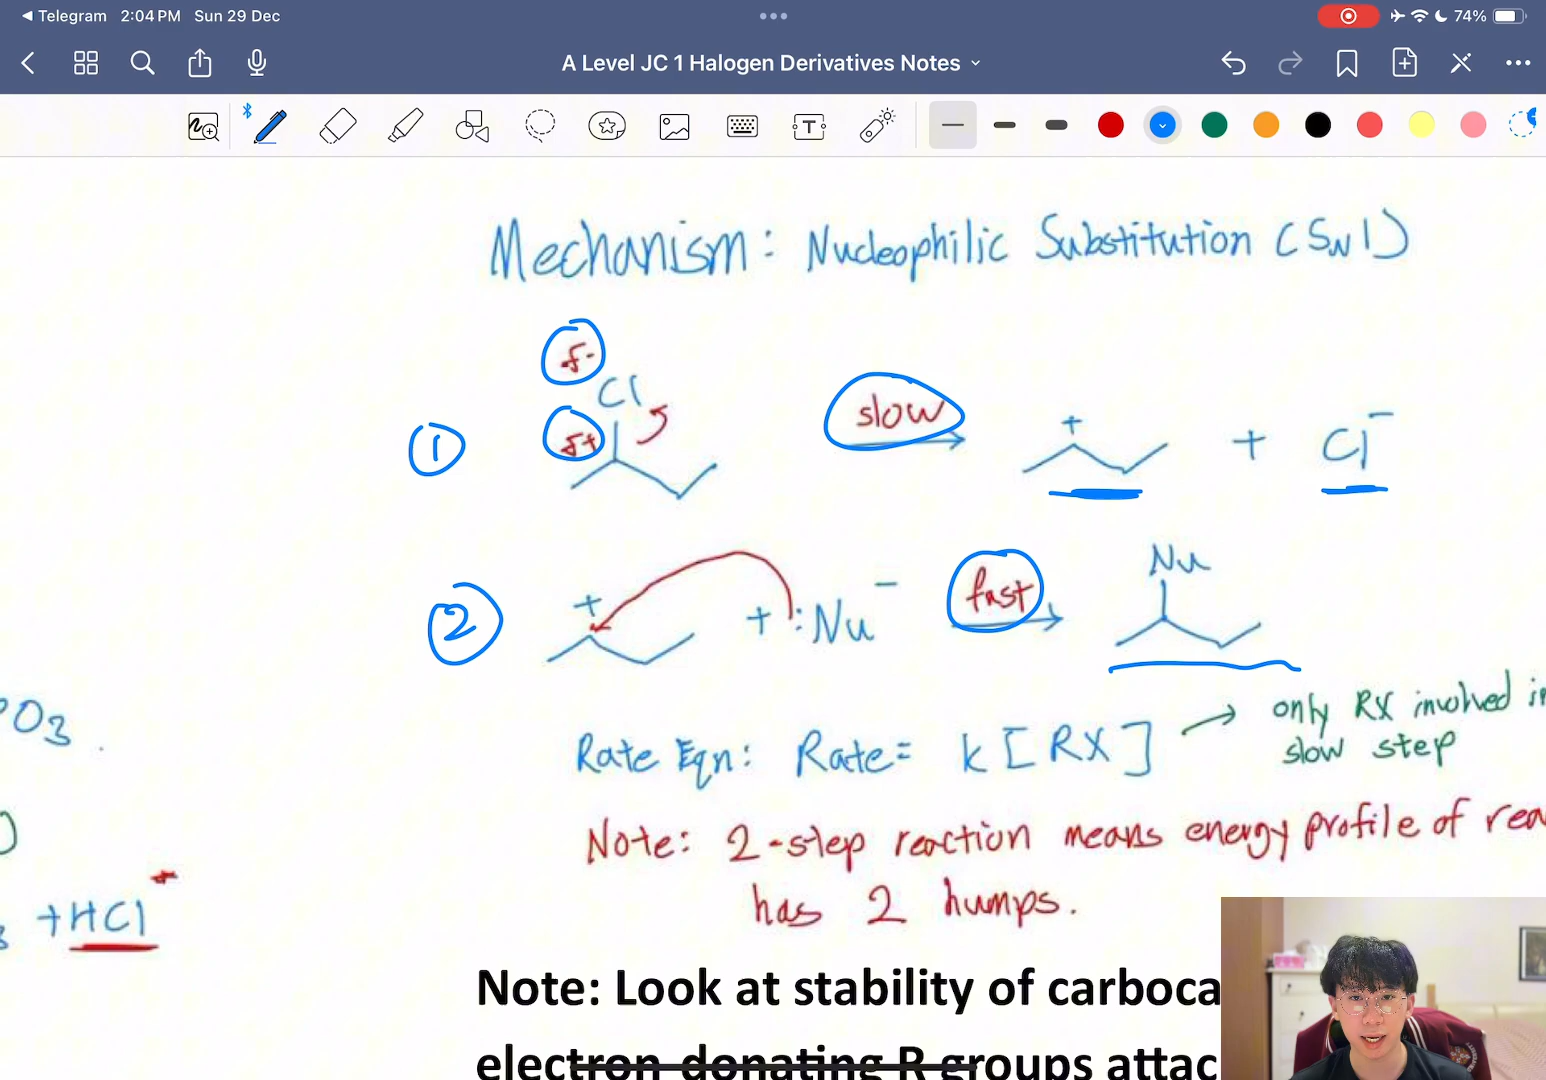 ◀ Telegram 2:04 PM Sun 29 Dec
74%
A Level JC 1 Halogen Derivatives Notes
T
Mechanism: Nucleophilic Substitution (SN1)
δ-
Cl
① δ+ slow + + Cl⁻
② + + :Nu⁻ fast Nu
PO3
Rate Eqn: Rate = k [RX] → only RX involved in
slow step
Note: 2-step reaction means energy profile of rea
has 2 humps.
+HCl
Note: Look at stability of carboca
electron donating R groups attac